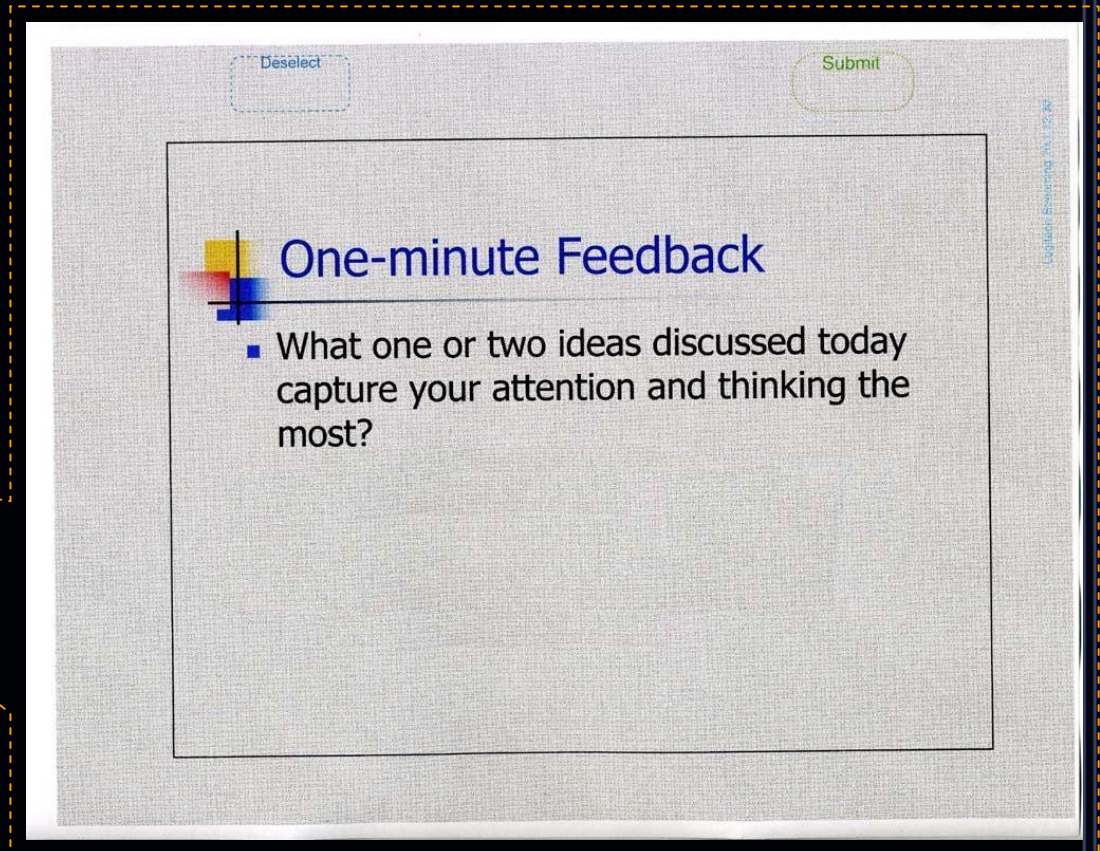 Deselect
Submit
One-minute Feedback
What one or two ideas discussed today
capture your attention and thinking the
most?